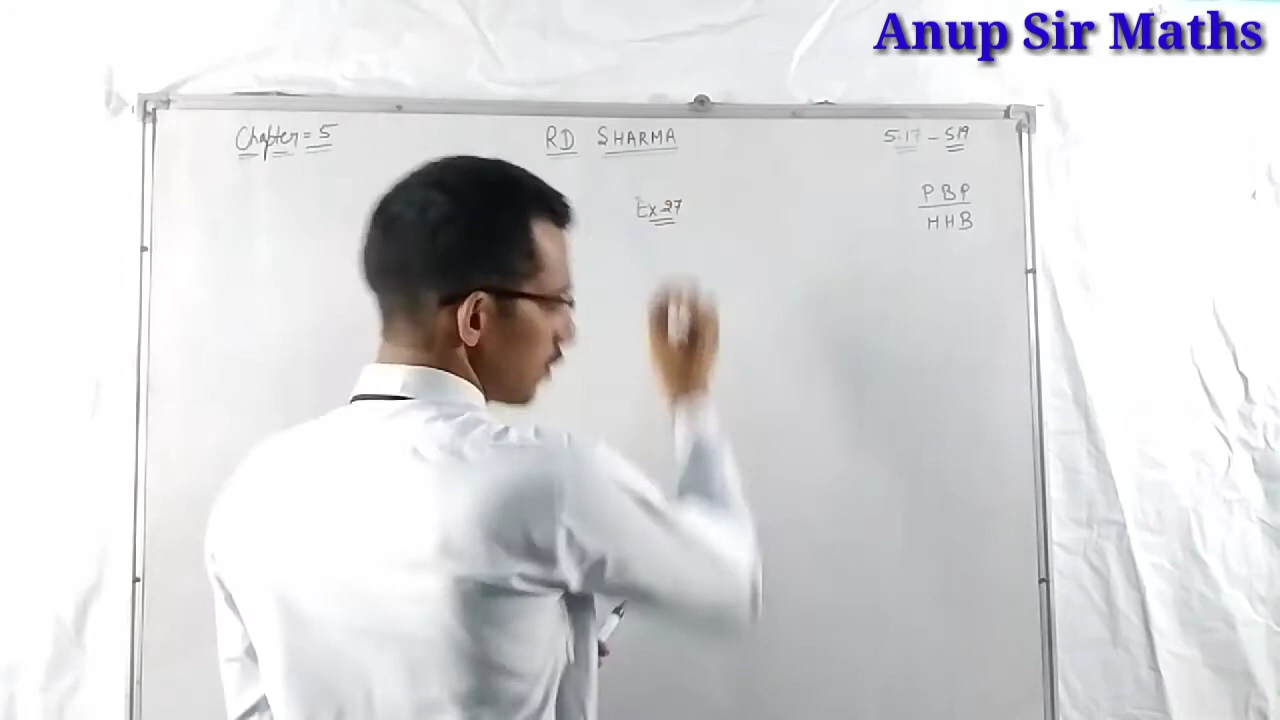 Anup Sir Maths
Chapter = 5 RD SHARMA 5.17 - 5.19
Ex-27
PBP
HHB